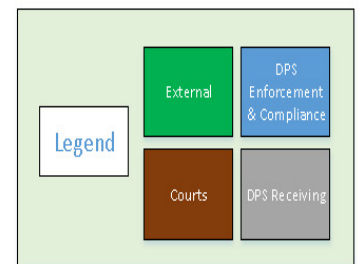 Legend
External
DPS
Enforcement
& Compliance
Courts
DPS Receiving